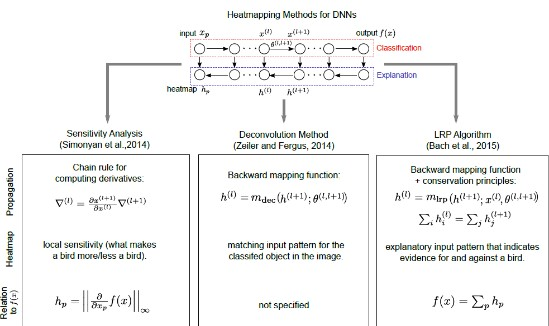 Heatmapping Methods for DNNs
input x_p x^(l) x^(l+1) output f(x)
θ^(l,l+1)
Classification
Explanation
heatmap h_p h^(l) h^(l+1)
Sensitivity Analysis
(Simonyan et al.,2014)
Deconvolution Method
(Zeiler and Fergus, 2014)
LRP Algorithm
(Bach et al., 2015)
Propagation
Chain rule for
computing derivatives:
∇^(l) = ∂x^(l+1)/∂x^(l) ∇^(l+1)
Backward mapping function:
h^(l) = m_dec(h^(l+1); θ^(l,l+1))
Backward mapping function
+ conservation principles:
h^(l) = m_lrp(h^(l+1), x^(l), θ^(l,l+1))
∑_i h_i^(l) = ∑_j h_j^(l+1)
Heatmap
local sensitivity (what makes
a bird more/less a bird).
matching input pattern for the
classifed object in the image.
explanatory input pattern that indicates
evidence for and against a bird.
Relation
to f(x)
h_p = ||∂/∂x_p f(x)||_∞
not specified
f(x) = ∑_p h_p